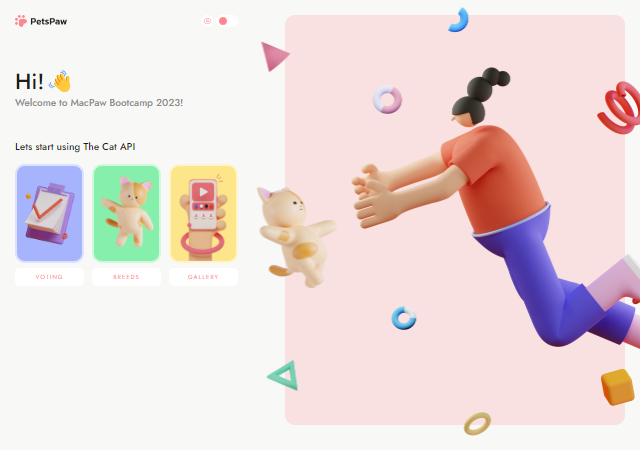 PetsPaw
Hi! 👋
Welcome to MacPaw Bootcamp 2023!
Lets start using The Cat API
VOTING
BREEDS
GALLERY